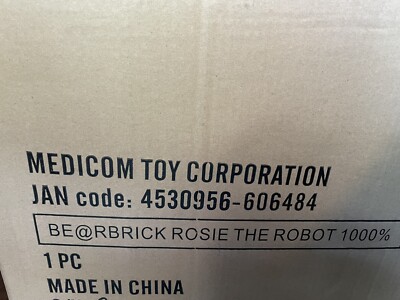 MEDICOM TOY CORPORATION
JAN code: 4530956-606484
BE@RBRICK ROSIE THE ROBOT 1000%
1 PC
MADE IN CHINA